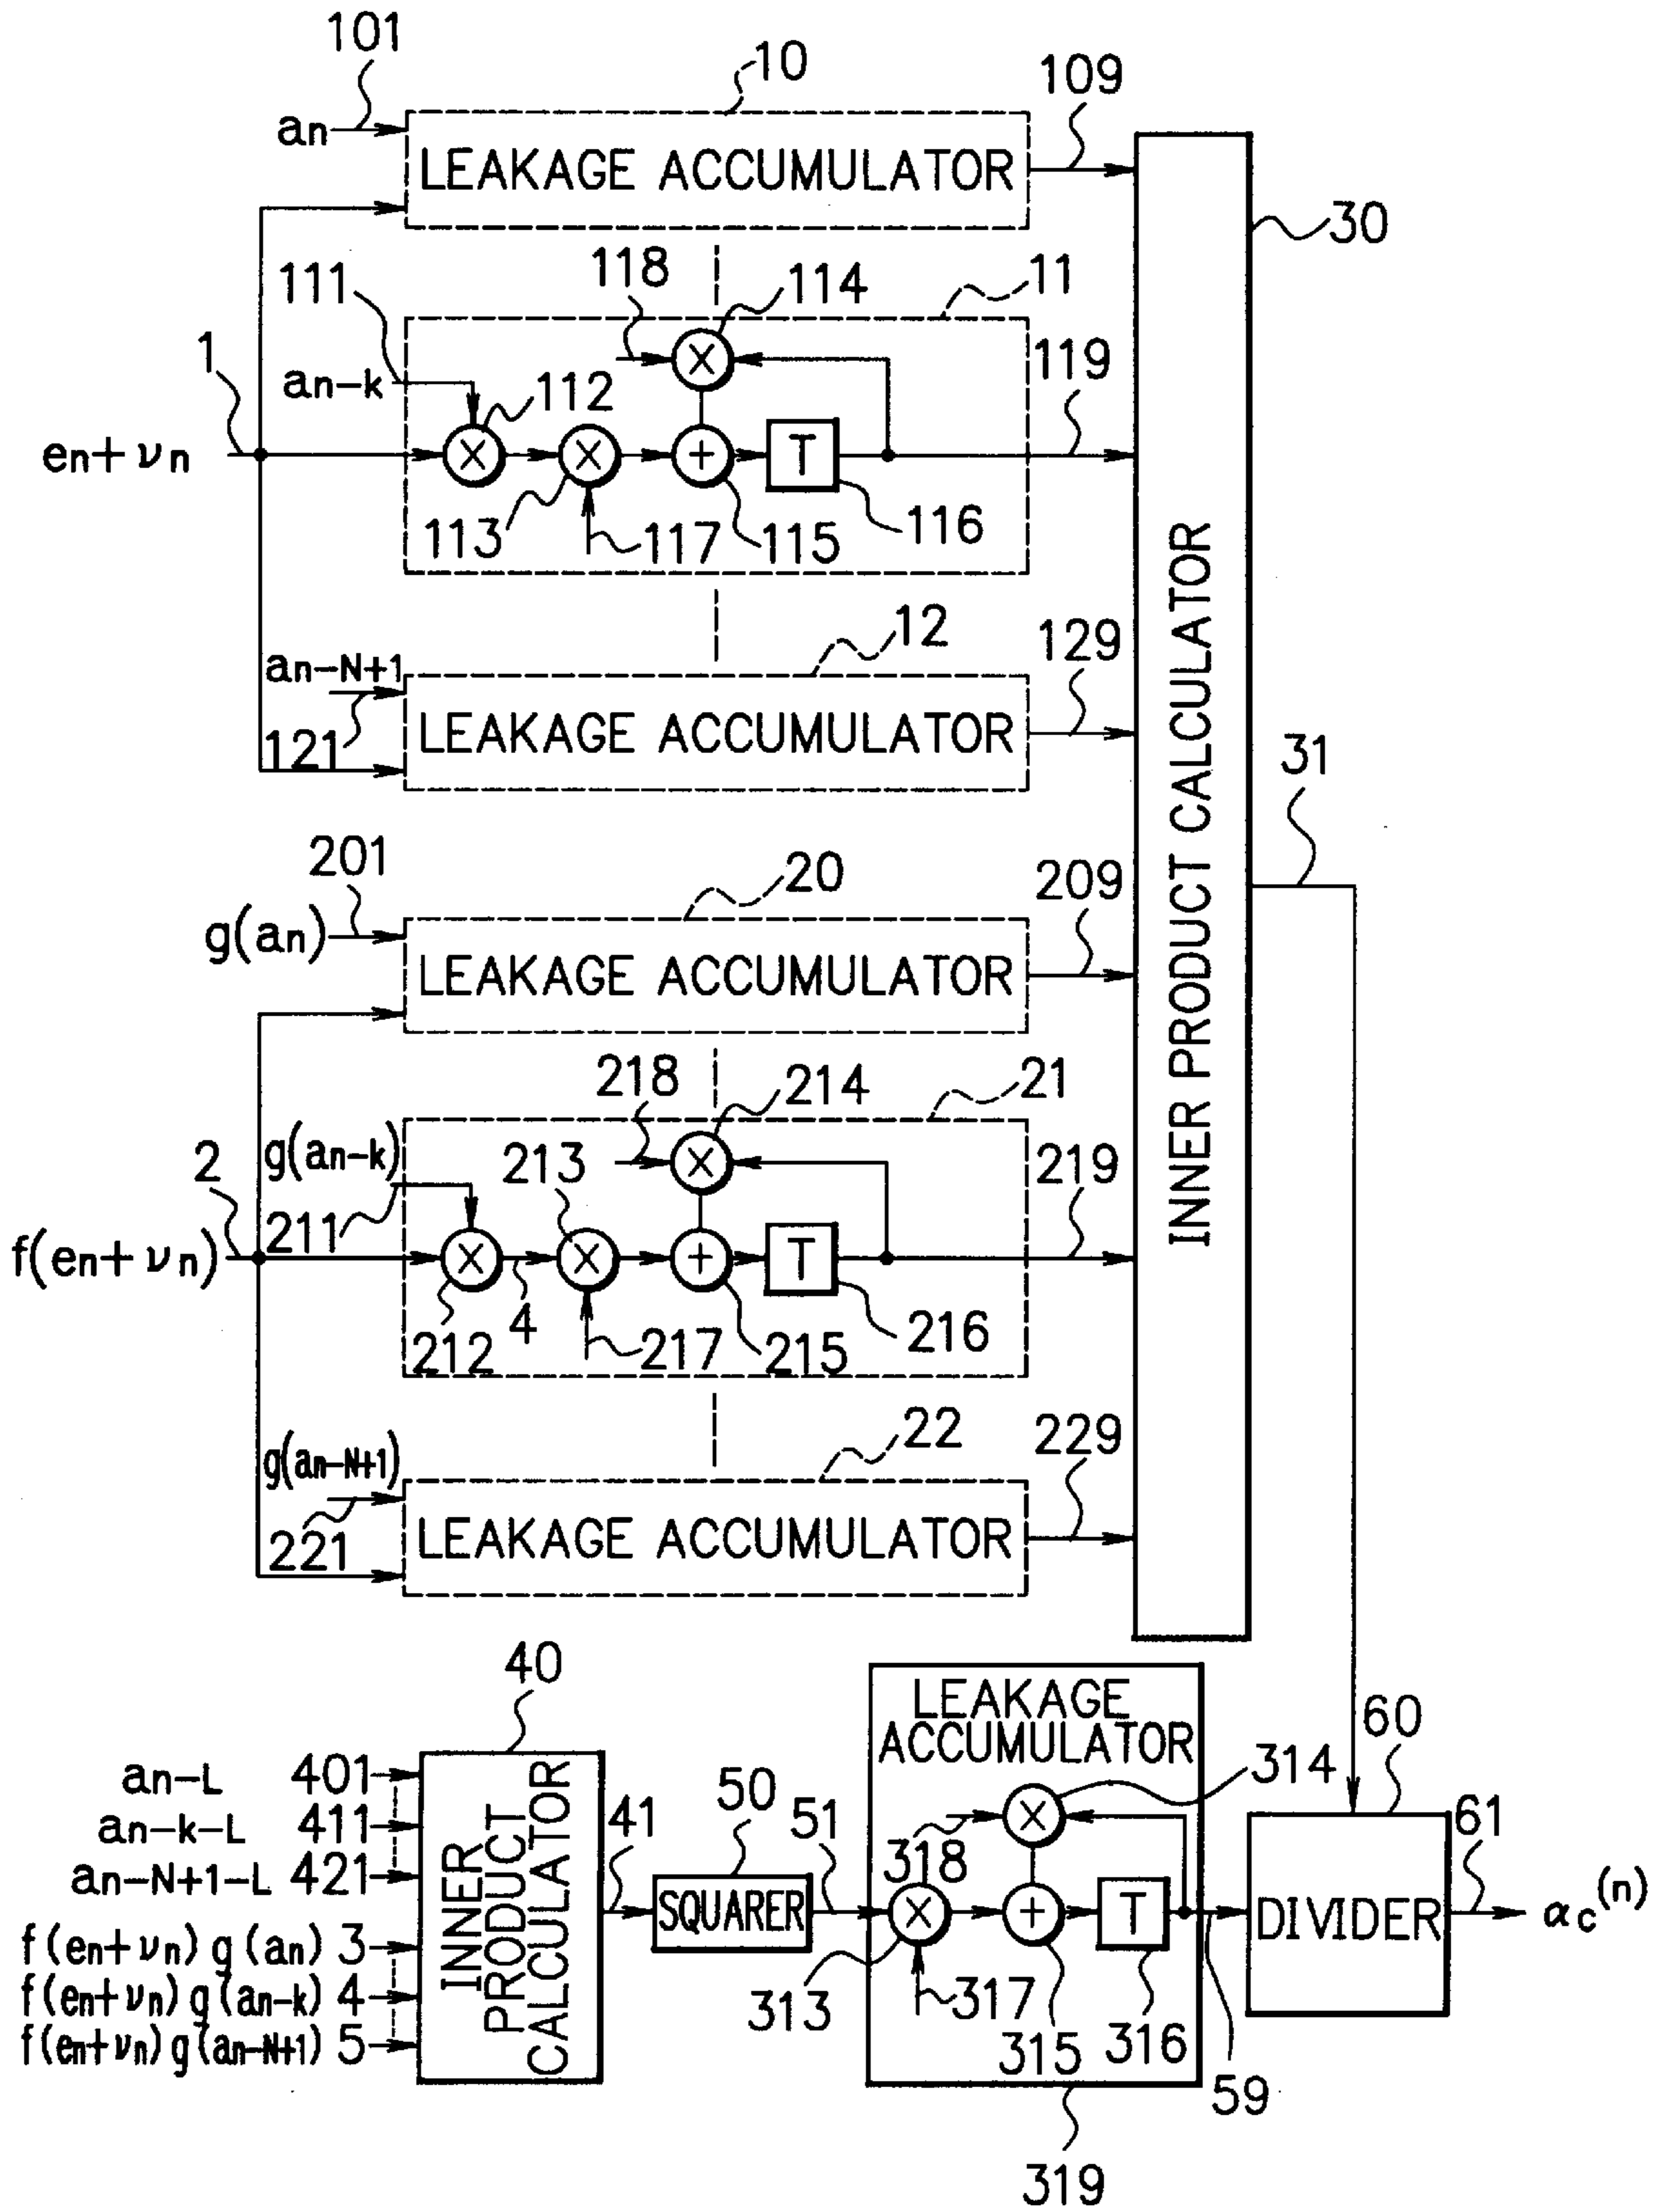 101
10
109
an
LEAKAGE ACCUMULATOR
30
118
114
11
111
1
an-k
112
119
en+νn
× × × + T
113
117
115
116
12
129
an-N+1
121
LEAKAGE ACCUMULATOR
INNER PRODUCT CALCULATOR
31
201
20
209
g(an)
LEAKAGE ACCUMULATOR
218
214
21
g(an-k)
213
219
2
211
f(en+νn)
× × × + T
212
4
217
215
216
22
229
g(an-N+1)
221
LEAKAGE ACCUMULATOR
40
LEAKAGE
ACCUMULATOR
60
314
an-L 401
an-k-L 411
an-N+1-L 421
f(en+νn)g(an) 3
f(en+νn)g(an-k) 4
f(en+νn)g(an-N+1) 5
INNER
PRODUCT
CALCULATOR
41
50
SQUARER
51
318
× × + T
313
317
315
316
59
319
DIVIDER
61
αc(n)